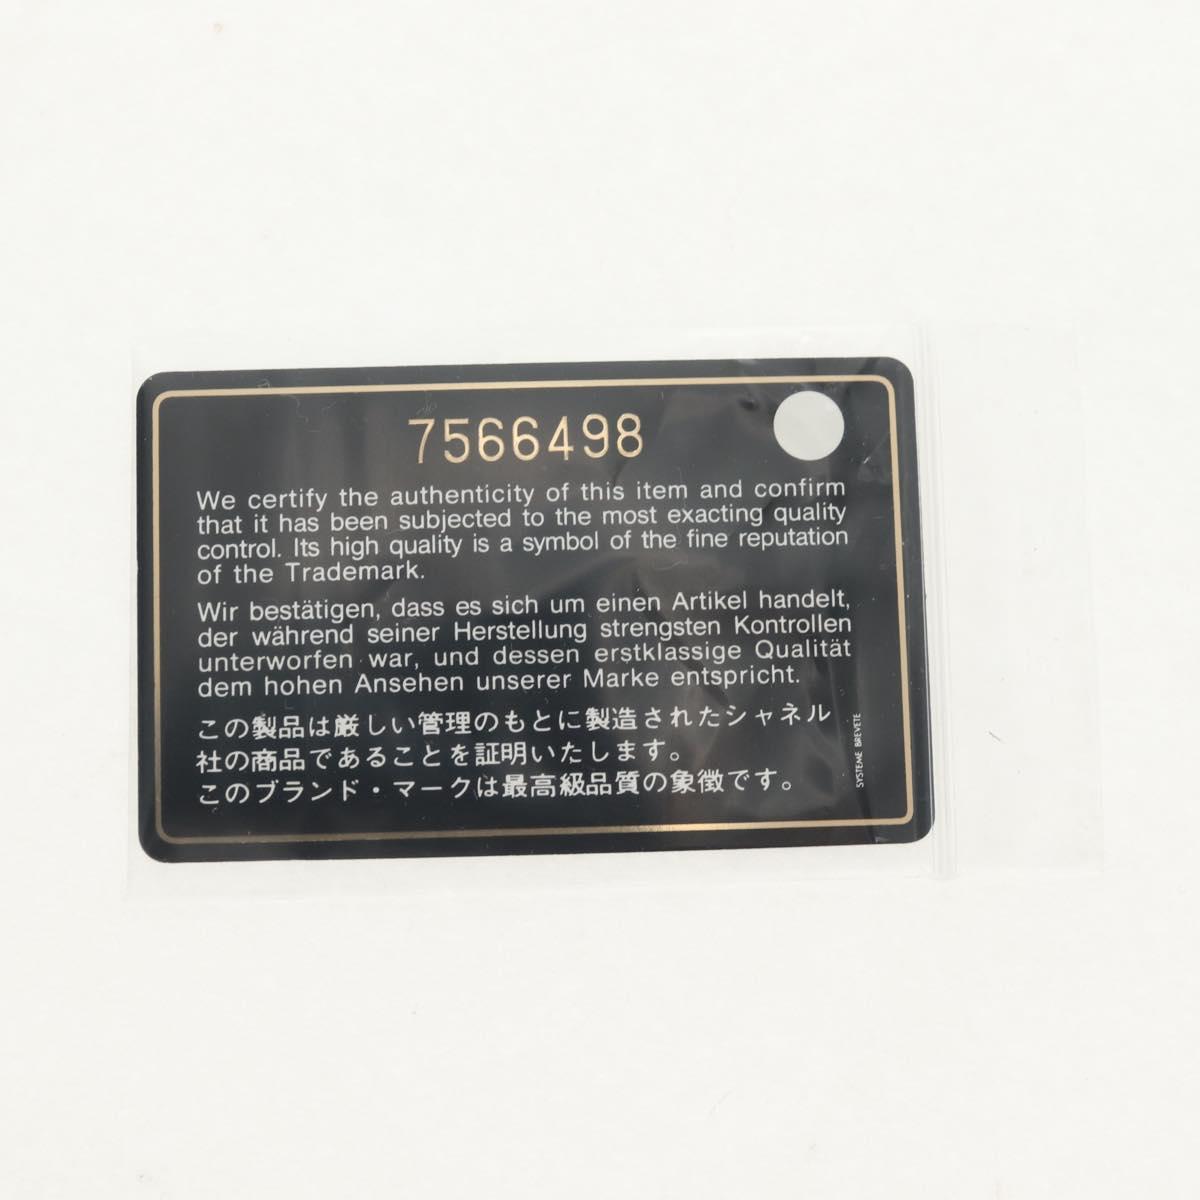 7566498
We certify the authenticity of this item and confirm
that it has been subjected to the most exacting quality
control. Its high quality is a symbol of the fine reputation
of the Trademark.
Wir bestätigen, dass es sich um einen Artikel handelt,
der während seiner Herstellung strengsten Kontrollen
unterworfen war, und dessen erstklassige Qualität
dem hohen Ansehen unserer Marke entspricht.
この製品は厳しい管理のもとに製造されたシャネル
社の商品であることを証明いたします。
このブランド・マークは最高級品質の象徴です。
SYSTEME BREVETE